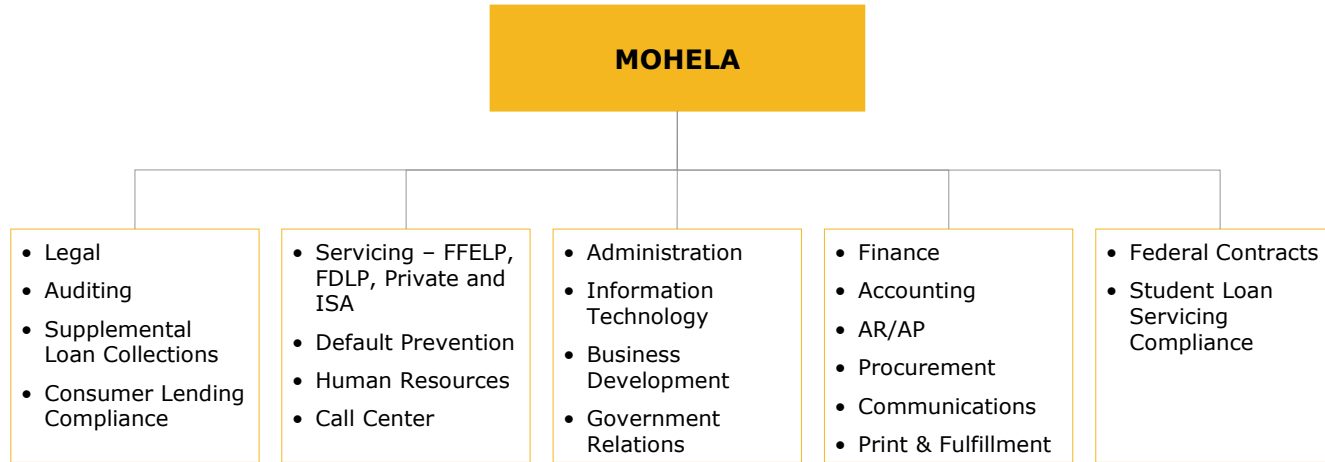 MOHELA
• Legal
• Auditing
• Supplemental
Loan Collections
• Consumer Lending
Compliance
• Servicing – FFELP,
FDLP, Private and
ISA
• Default Prevention
• Human Resources
• Call Center
• Administration
• Information
Technology
• Business
Development
• Government
Relations
• Finance
• Accounting
• AR/AP
• Procurement
• Communications
• Print & Fulfillment
• Federal Contracts
• Student Loan
Servicing
Compliance